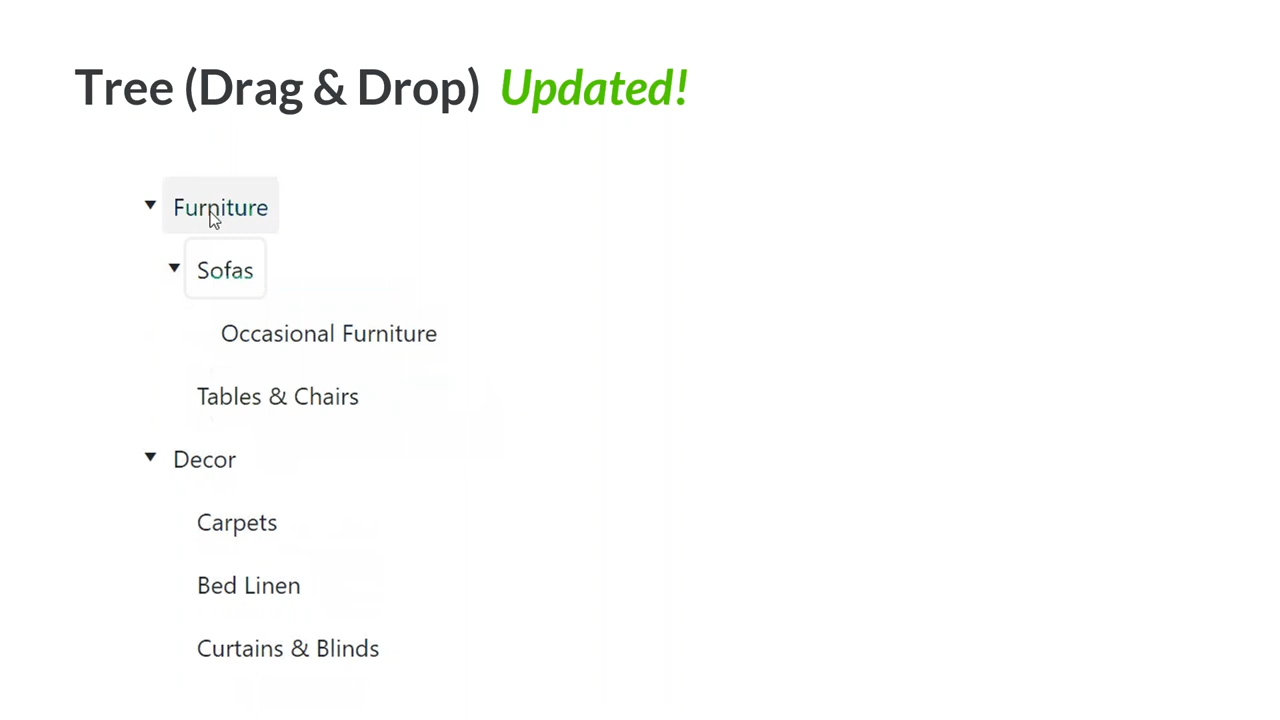 Tree (Drag & Drop) Updated!
Furniture
Sofas
Occasional Furniture
Tables & Chairs
Decor
Carpets
Bed Linen
Curtains & Blinds